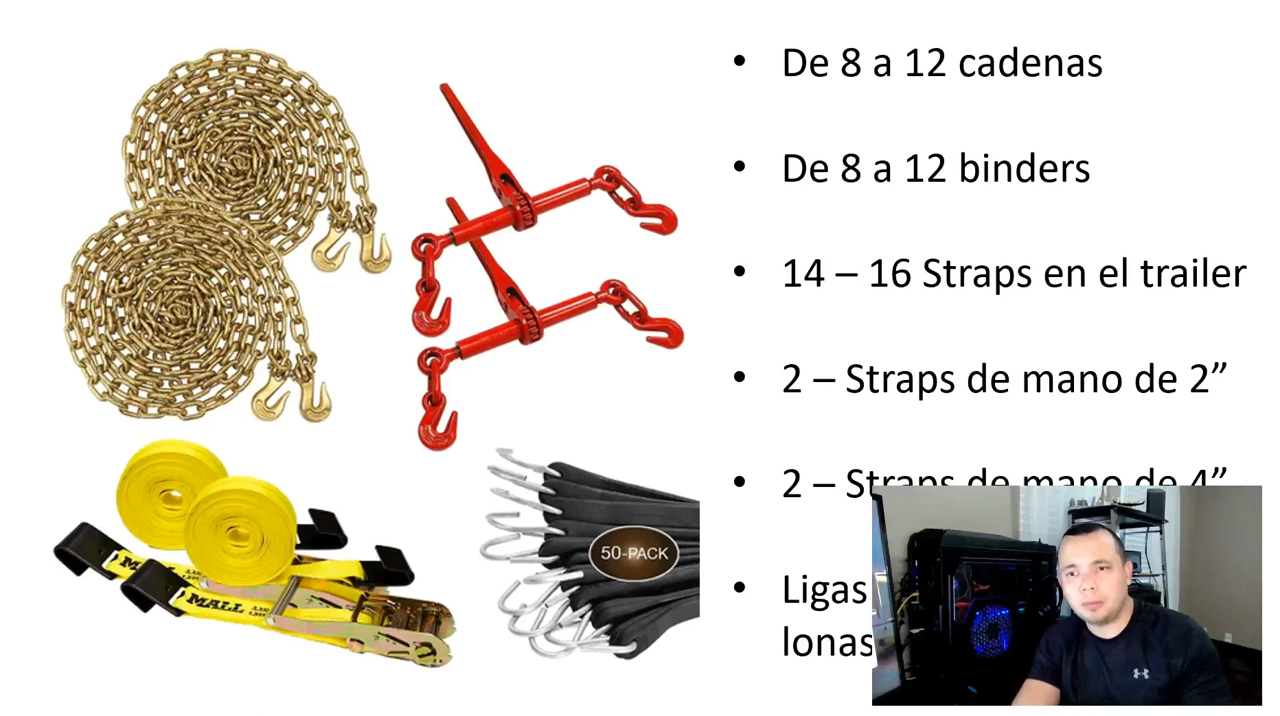 De 8 a 12 cadenas
De 8 a 12 binders
14 – 16 Straps en el trailer
2 – Straps de mano de 2”
2 – Straps de mano de 4”
Ligas
lonas
50-PACK
MALL